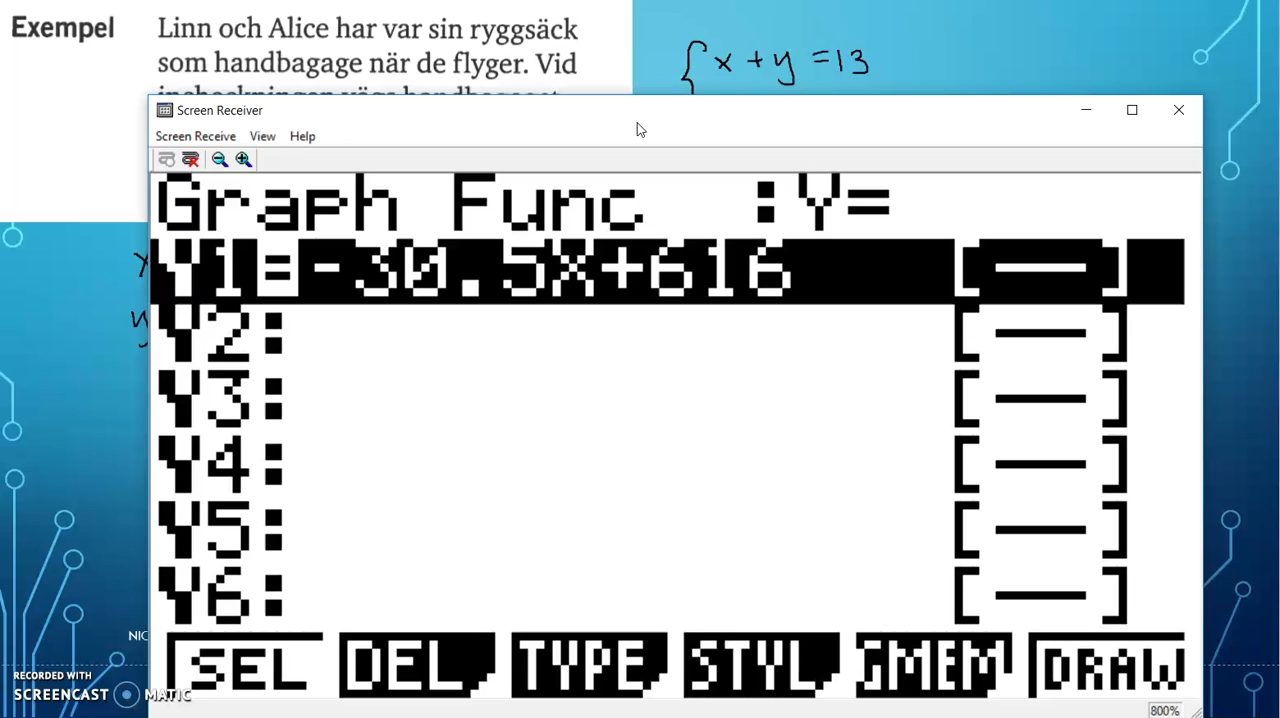 Exempel Linn och Alice har var sin ryggsäck
som handbagage när de flyger. Vid
x + y = 13
Screen Receiver
Screen Receive View Help
Graph Func :Y=
Y1=-30.5X+616 [—]
Y2: [—]
Y3: [—]
Y4: [—]
Y5: [—]
Y6: [—]
SEL DEL TYPE STYL GMEM DRAW
NIC
RECORDED WITH
SCREENCAST MATIC
800%